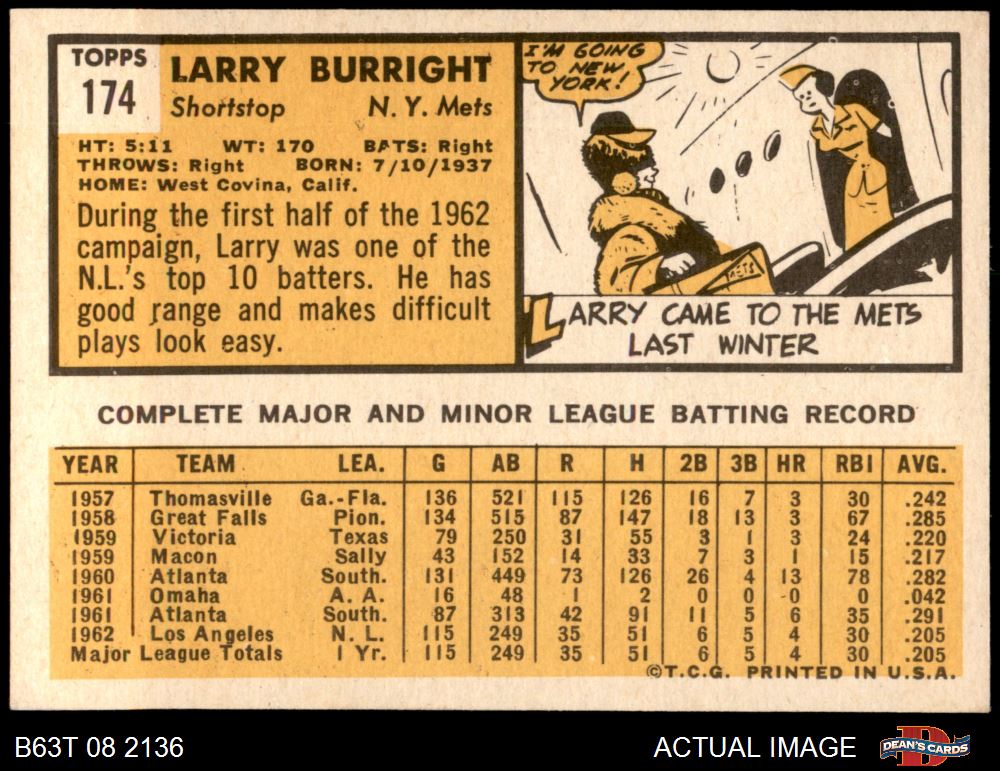 TOPPS
174
LARRY BURRIGHT
Shortstop N. Y. Mets
HT: 5:11 WT: 170 BATS: Right
THROWS: Right BORN: 7/10/1937
HOME: West Covina, Calif.
During the first half of the 1962
campaign, Larry was one of the
N.L.'s top 10 batters. He has
good range and makes difficult
plays look easy.
I'M GOING
TO NEW
YORK!
METS
LARRY CAME TO THE METS
LAST WINTER
COMPLETE MAJOR AND MINOR LEAGUE BATTING RECORD
YEAR TEAM LEA. G AB R H 2B 3B HR RBI AVG.
1957 Thomasville Ga.-Fla. 136 521 115 126 16 7 3 30 .242
1958 Great Falls Pion. 134 515 87 147 18 13 3 67 .285
1959 Victoria Texas 79 250 31 55 3 1 3 24 .220
1959 Macon Sally 43 152 14 33 7 3 1 15 .217
1960 Atlanta South. 131 449 73 126 26 4 13 78 .282
1961 Omaha A. A. 16 48 1 2 0 0 0 0 .042
1961 Atlanta South. 87 313 42 91 11 5 6 35 .291
1962 Los Angeles N. L. 115 249 35 51 6 5 4 30 .205
Major League Totals 1 Yr. 115 249 35 51 6 5 4 30 .205
©T.C.G. PRINTED IN U.S.A.
B63T 08 2136 ACTUAL IMAGE DEAN'S CARDS